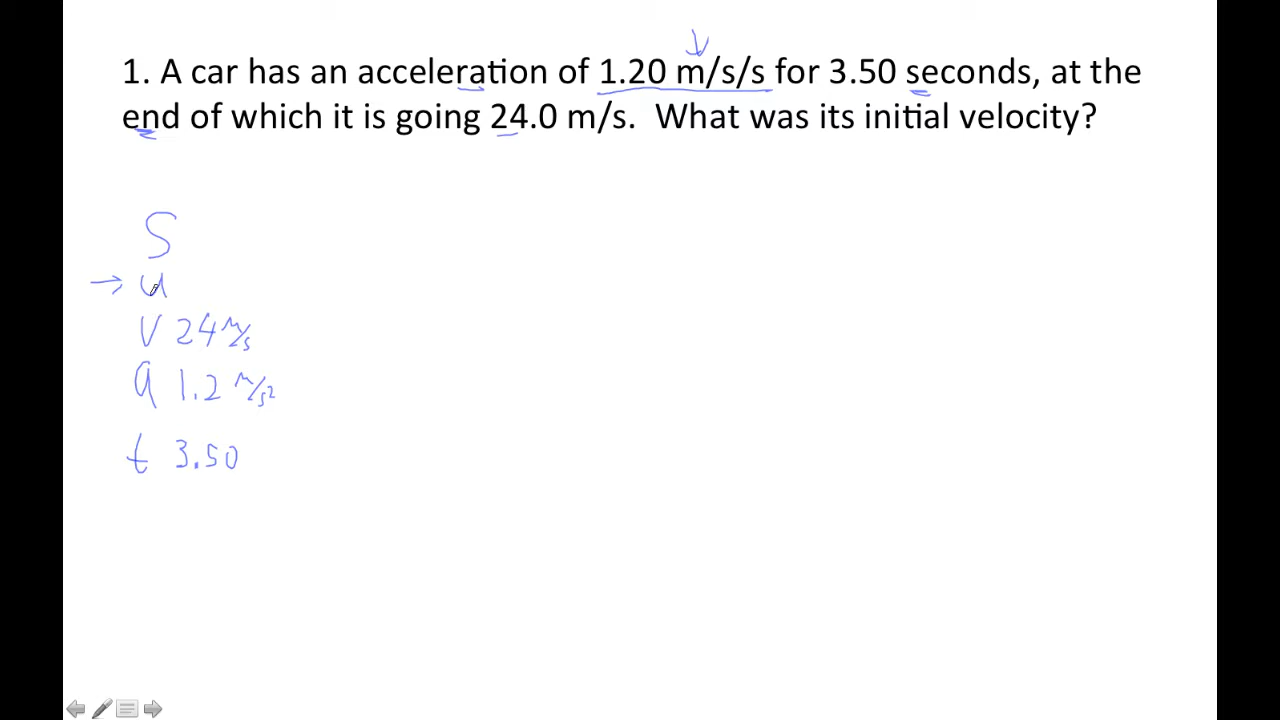 1. A car has an acceleration of 1.20 m/s/s for 3.50 seconds, at the
end of which it is going 24.0 m/s. What was its initial velocity?
S
→ u
V 24 m/s
a 1.2 m/s²
t 3.50